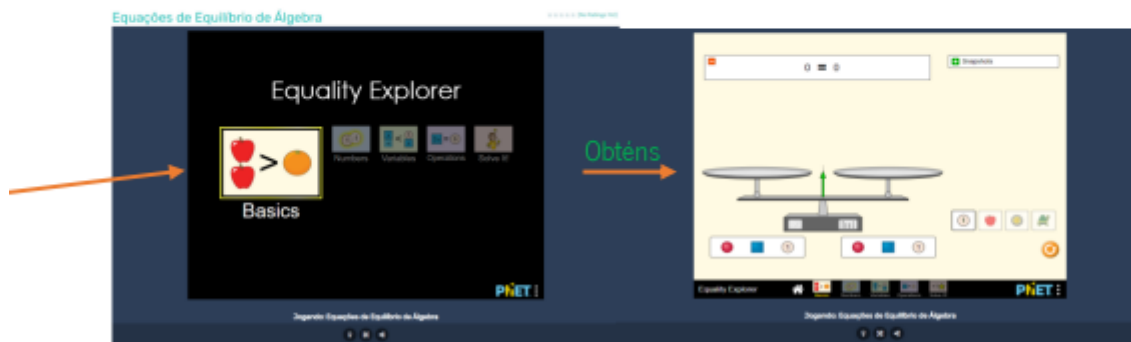 Equações de Equilíbrio de Álgebra
Equality Explorer
Numbers Variables Operations Solve It!
Basics
PhET
Jogando: Equações de Equilíbrio de Álgebra
Obténs
0 = 0
Snapshots
Equality Explorer
PhET
Jogando: Equações de Equilíbrio de Álgebra